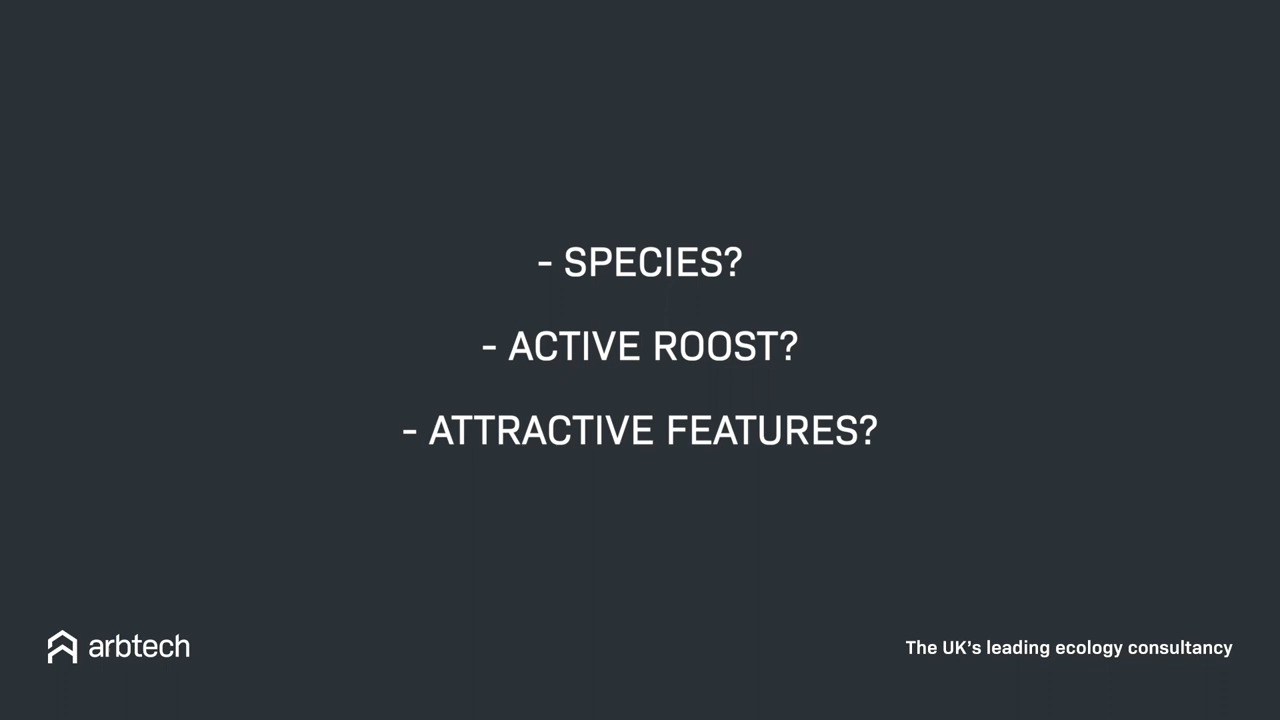 - SPECIES?
- ACTIVE ROOST?
- ATTRACTIVE FEATURES?
arbtech
The UK's leading ecology consultancy